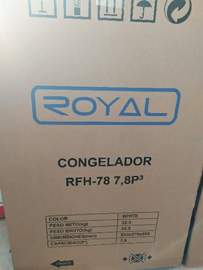 ROYAL
CONGELADOR
RFH-78 7,8P³
COLOR WHITE
PESO NETO(kg)
PESO BRUTO(kg)
CAPACIDAD(P³) 7,8